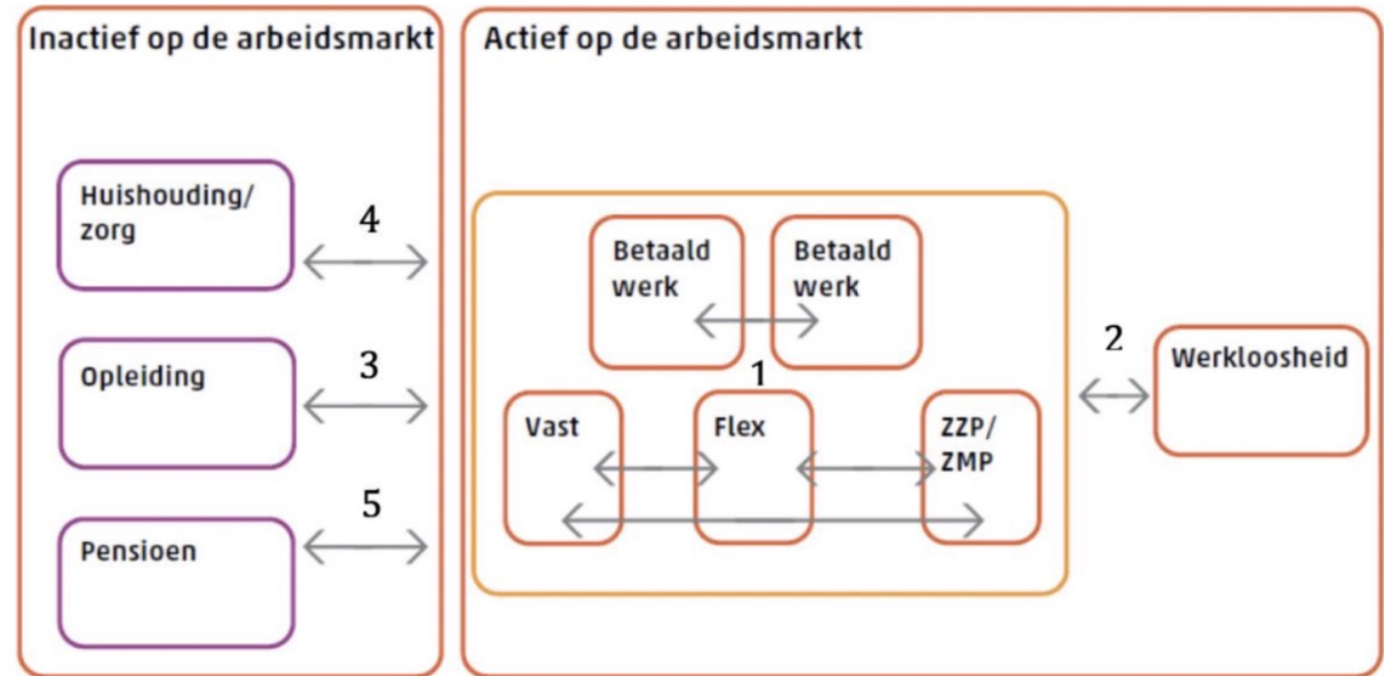 Inactief op de arbeidsmarkt
Actief op de arbeidsmarkt
Huishouding/
zorg
4
Opleiding
3
Pensioen
5
Betaald
werk
Betaald
werk
1
Vast
Flex
ZZP/
ZMP
2
Werkloosheid